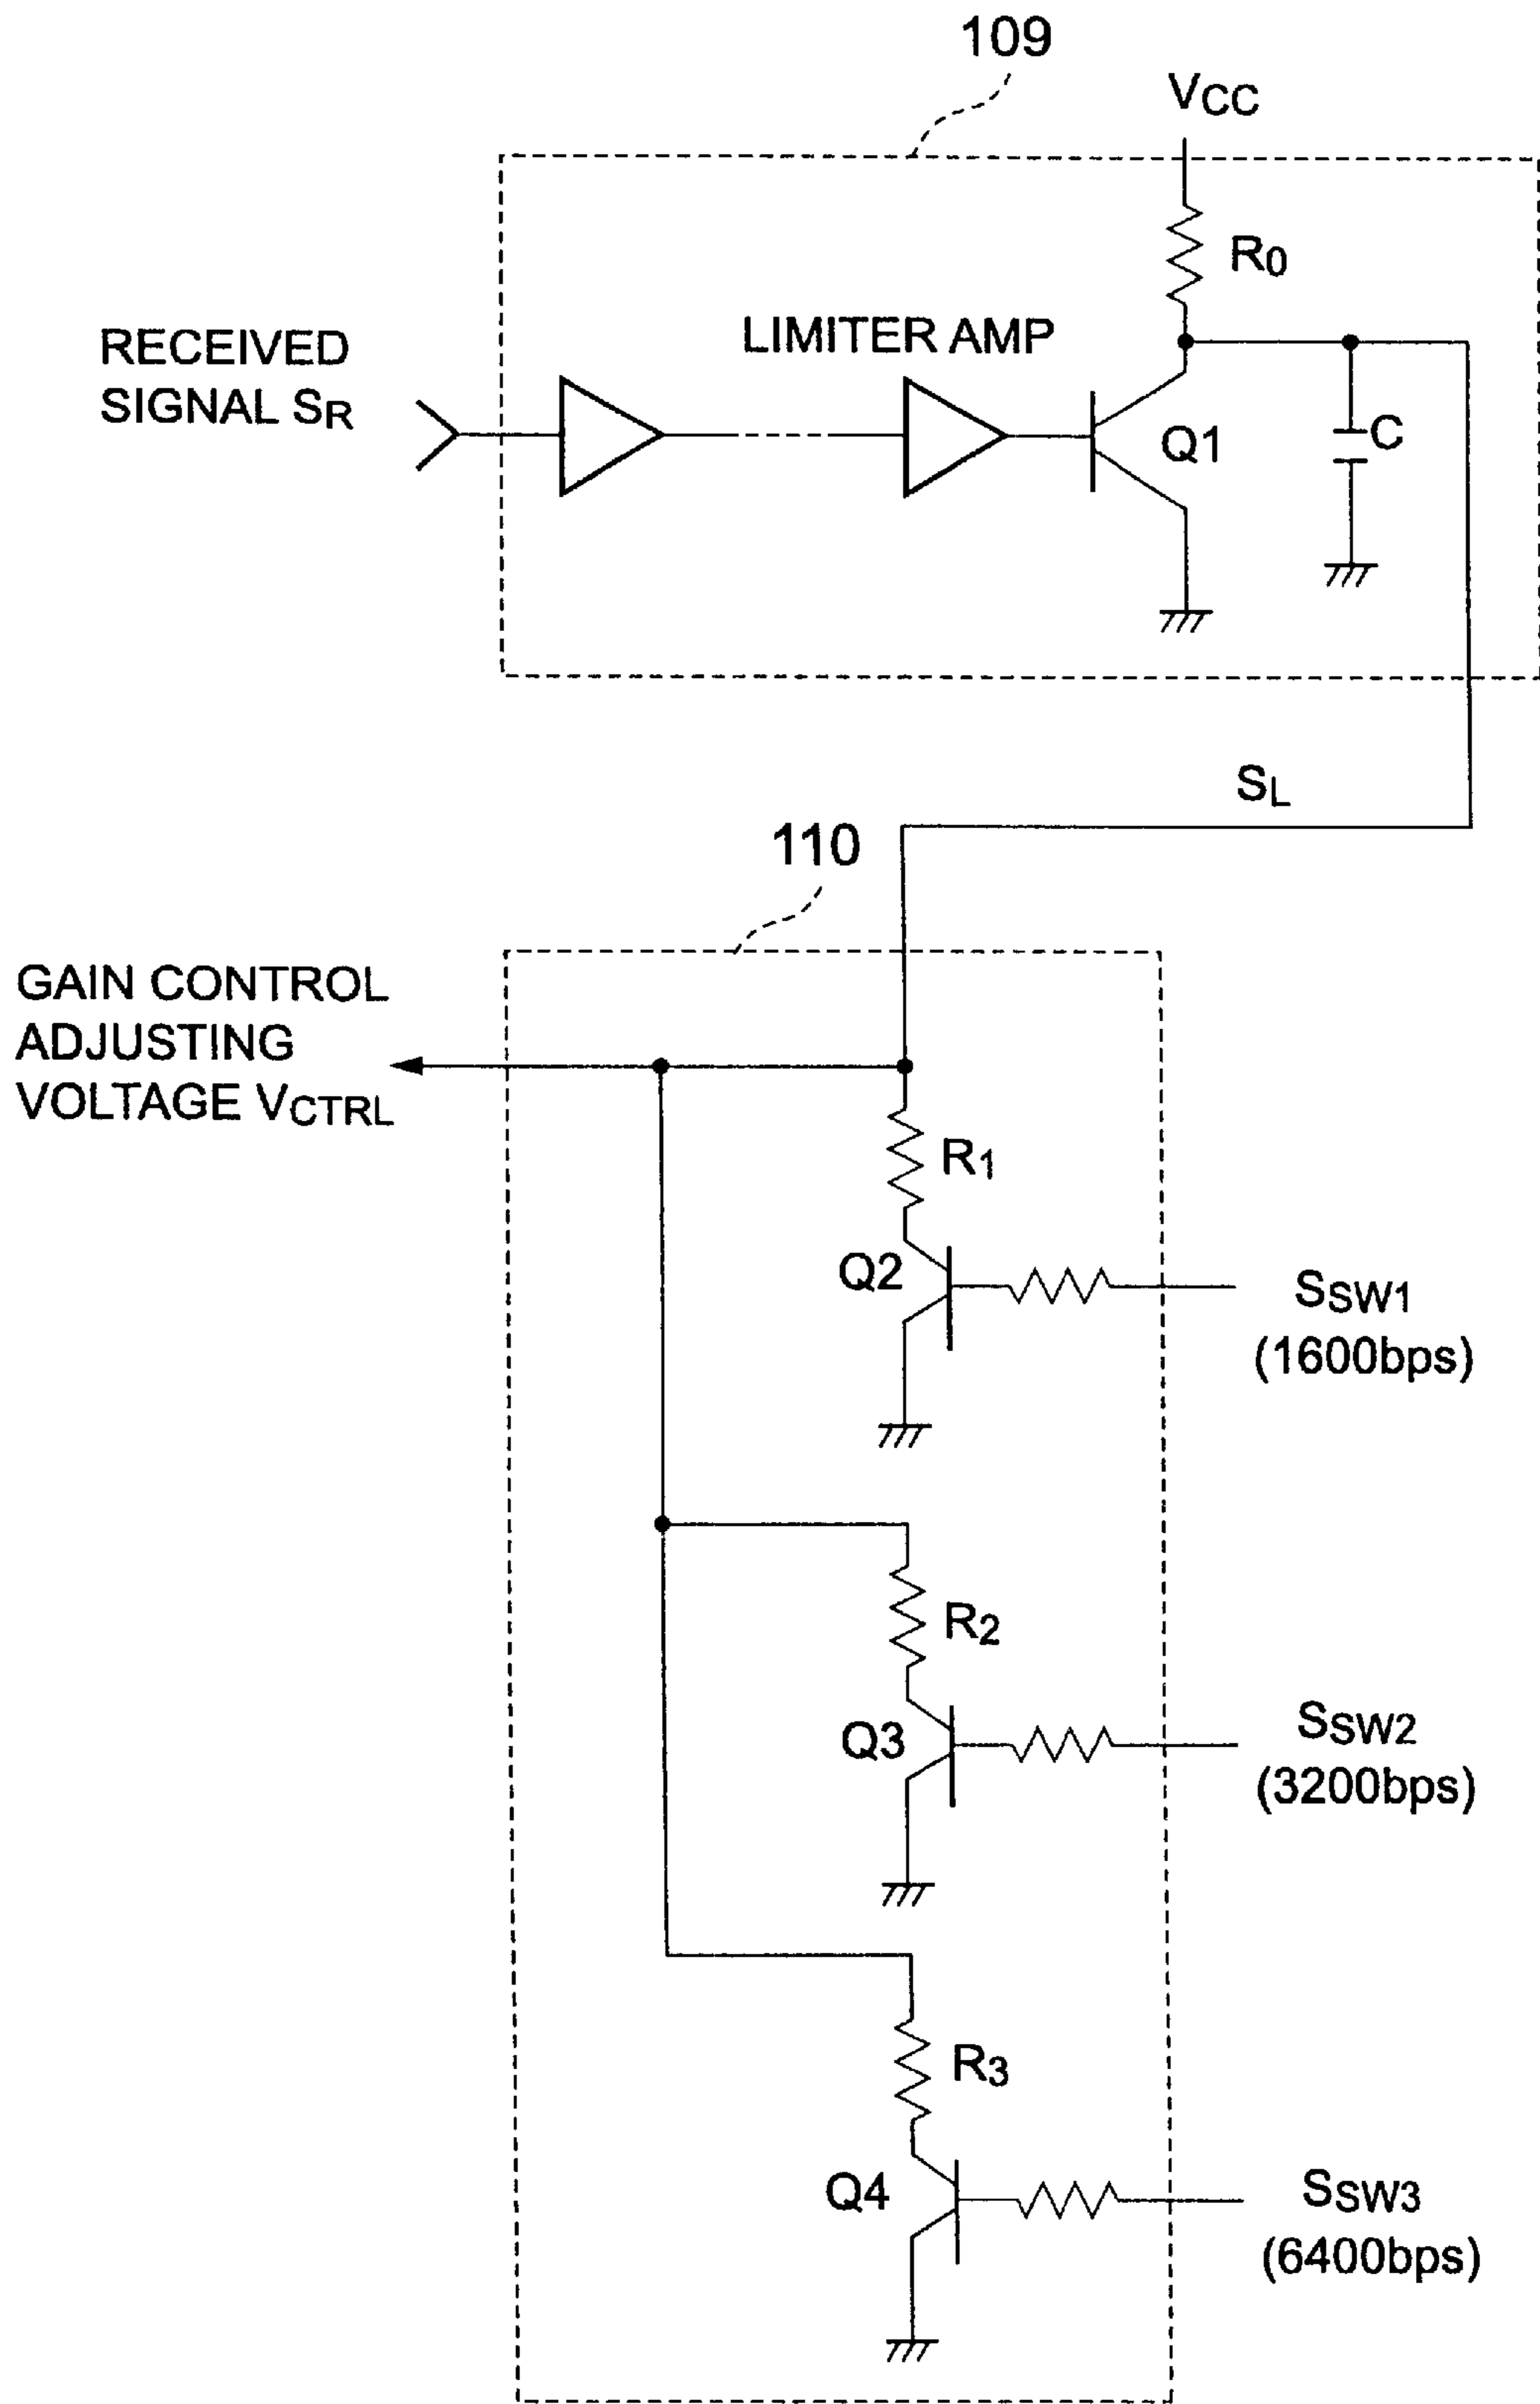 109
VCC
R0
LIMITER AMP
RECEIVED
SIGNAL SR
Q1
C
SL
110
GAIN CONTROL
ADJUSTING
VOLTAGE VCTRL
R1
Q2
SSW1
(1600bps)
R2
Q3
SSW2
(3200bps)
R3
Q4
SSW3
(6400bps)